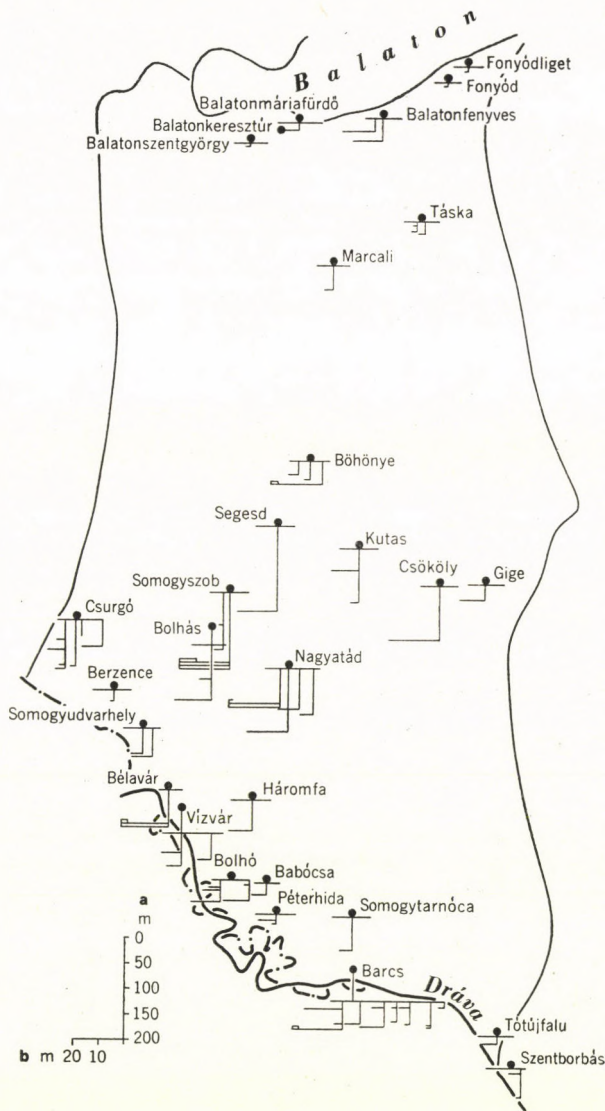 Balaton
Fonyódliget
Fonyód
Balatonmáriafürdő
Balatonkeresztúr
Balatonfenyves
Balatonszentgyörgy
Táska
Marcali
Böhönye
Segesd
Kutas
Somogyszob
Csököly
Gige
Csurgó
Bolhás
Nagyatád
Berzence
Somogyudvarhely
Bélavár
Háromfa
Vízvár
Bolhó
Babócsa
Péterhida
Somogytarnóca
a
m
0
50
100
150
200
b m 20 10
Barcs
Dráva
Tótújfalu
Szentborbás